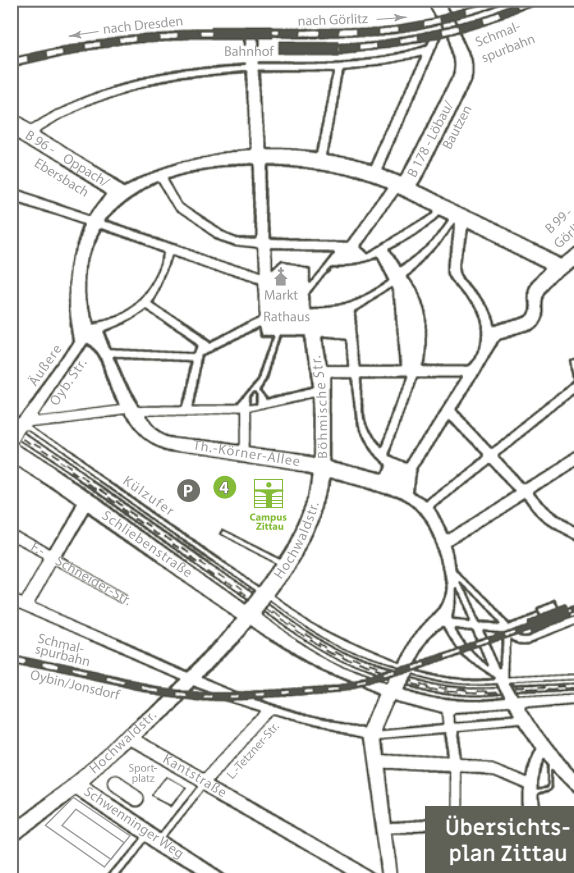 nach Dresden
nach Görlitz
Bahnhof
Schmal-
spurbahn
B 96 - Oppach/
Ebersbach
B 178 - Löbau/
Bautzen
B 99 -
Markt
Rathaus
Äußere
Oyb. Str.
Böhmische Str.
Th.-Körner-Allee
P
4
Campus
Zittau
Külzufer
Schliebenstraße
Hochwaldstr.
F.-
Schneider-Str.
Schmal-
spurbahn
Oybin/Jonsdorf
Hochwaldstr.
L.-Tetzner-Str.
Kantstraße
Sport-
platz
Schwenninger Weg
Übersichts-
plan Zittau